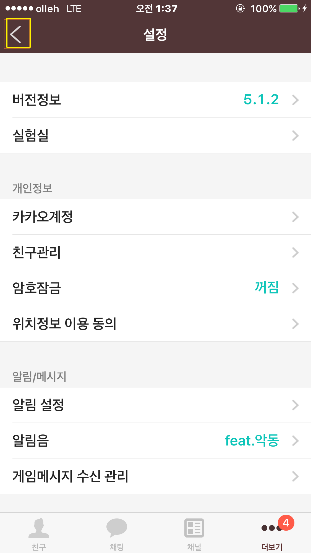 olleh LTE 오전 1:37 100%
설정
버전정보 5.1.2
실험실
개인정보
카카오계정
친구관리
암호잠금 꺼짐
위치정보 이용 동의
알림/메시지
알림 설정
알림음 feat.악동
게임메시지 수신 관리
4
친구 채팅 채널 더보기